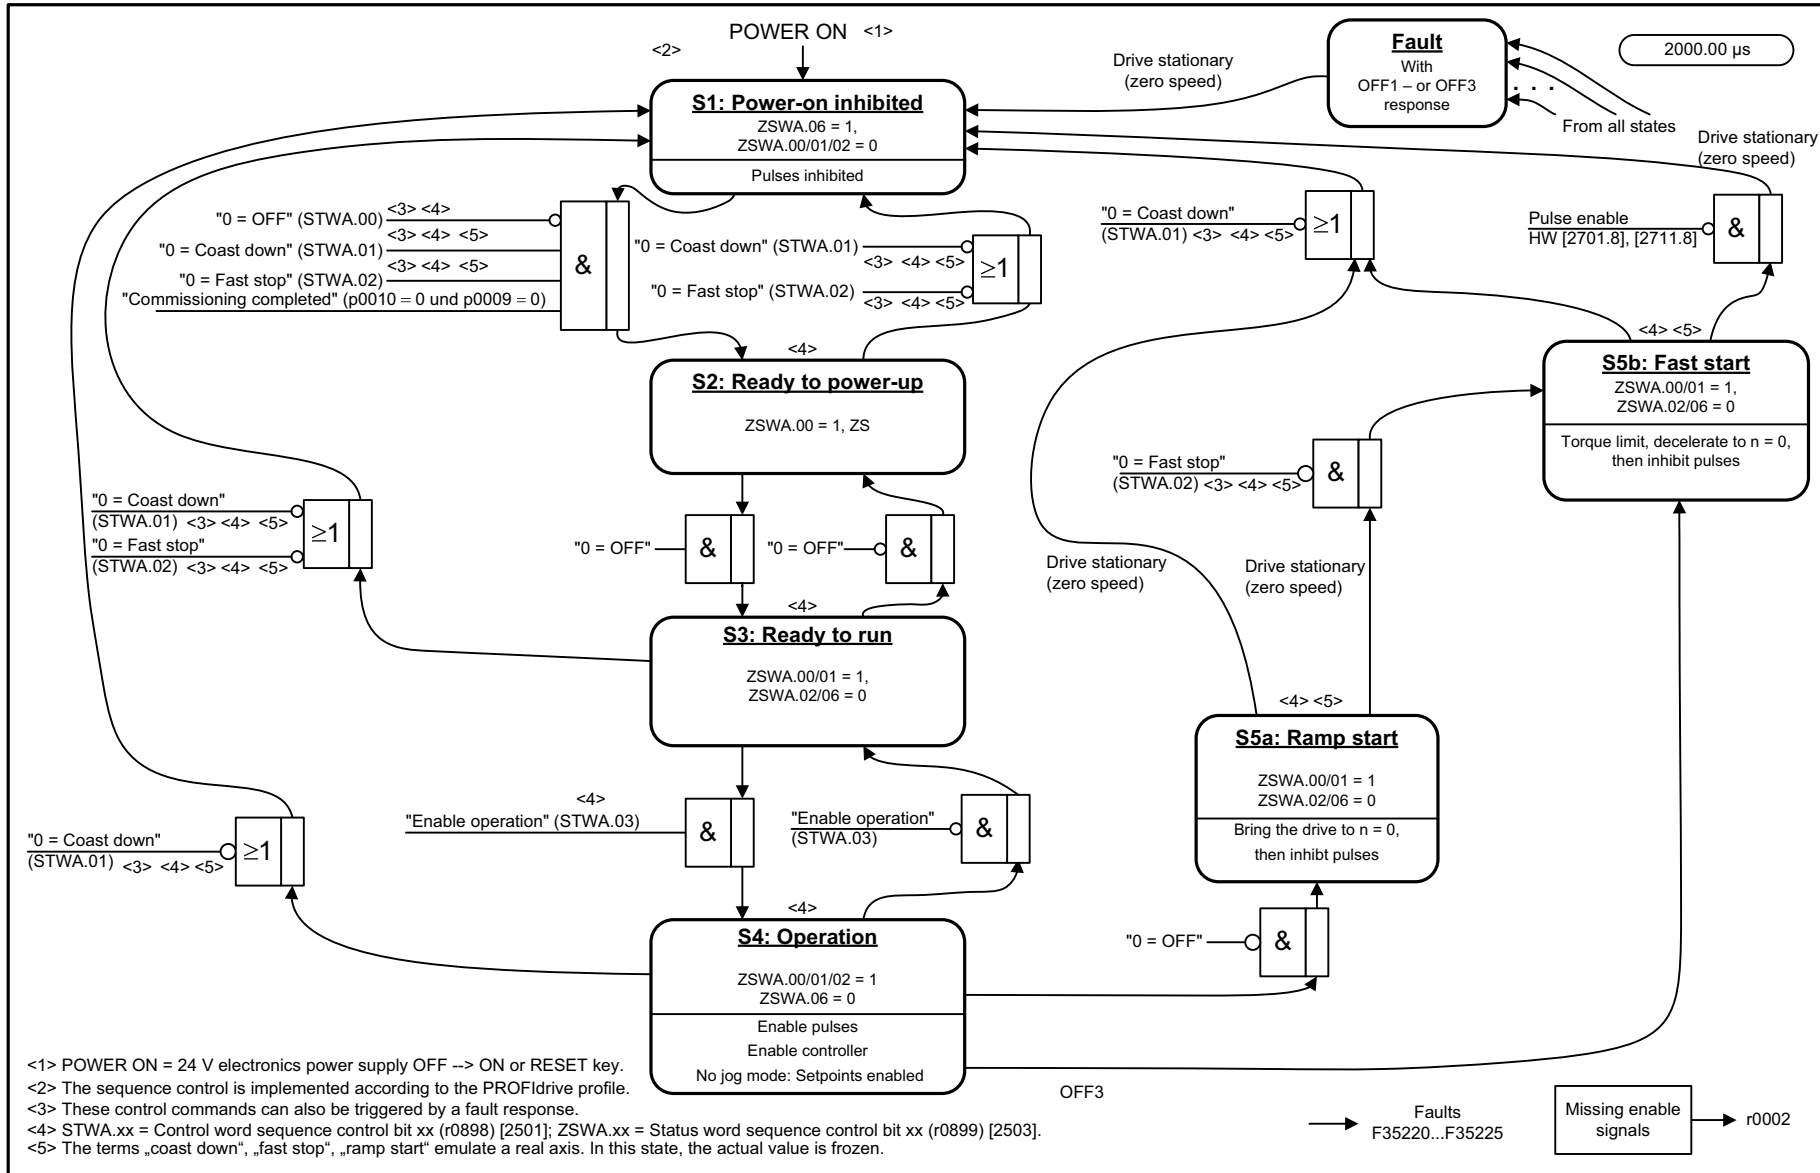 POWER ON <1>
<2>
S1: Power-on inhibited
ZSWA.06 = 1,
ZSWA.00/01/02 = 0
Pulses inhibited
Drive stationary
(zero speed)
Fault
With
OFF1 – or OFF3
response
. . .
From all states
2000.00 µs
Drive stationary
(zero speed)
"0 = OFF" (STWA.00)
<3> <4>
"0 = Coast down" (STWA.01)
<3> <4> <5>
"0 = Fast stop" (STWA.02)
<3> <4> <5>
"Commissioning completed" (p0010 = 0 und p0009 = 0)
&
"0 = Coast down" (STWA.01)
<3> <4> <5>
"0 = Fast stop" (STWA.02)
<3> <4> <5>
≥1
"0 = Coast down"
(STWA.01) <3> <4> <5>
≥1
Pulse enable
HW [2701.8], [2711.8]
&
<4>
S2: Ready to power-up
ZSWA.00 = 1, ZS
<4> <5>
S5b: Fast start
ZSWA.00/01 = 1,
ZSWA.02/06 = 0
Torque limit, decelerate to n = 0,
then inhibit pulses
"0 = Fast stop"
(STWA.02) <3> <4> <5>
&
"0 = Coast down"
(STWA.01) <3> <4> <5>
"0 = Fast stop"
(STWA.02) <3> <4> <5>
≥1
"0 = OFF"
&
"0 = OFF"
&
Drive stationary
(zero speed)
Drive stationary
(zero speed)
<4>
S3: Ready to run
ZSWA.00/01 = 1,
ZSWA.02/06 = 0
<4> <5>
S5a: Ramp start
ZSWA.00/01 = 1
ZSWA.02/06 = 0
Bring the drive to n = 0,
then inhibt pulses
<4>
"Enable operation" (STWA.03)
&
"Enable operation"
(STWA.03)
&
"0 = Coast down"
(STWA.01) <3> <4> <5>
≥1
<4>
S4: Operation
ZSWA.00/01/02 = 1
ZSWA.06 = 0
Enable pulses
Enable controller
No jog mode: Setpoints enabled
"0 = OFF"
&
OFF3
<1> POWER ON = 24 V electronics power supply OFF --> ON or RESET key.
<2> The sequence control is implemented according to the PROFIdrive profile.
<3> These control commands can also be triggered by a fault response.
<4> STWA.xx = Control word sequence control bit xx (r0898) [2501]; ZSWA.xx = Status word sequence control bit xx (r0899) [2503].
<5> The terms „coast down“, „fast stop“, „ramp start“ emulate a real axis. In this state, the actual value is frozen.
Faults
F35220...F35225
Missing enable
signals
r0002